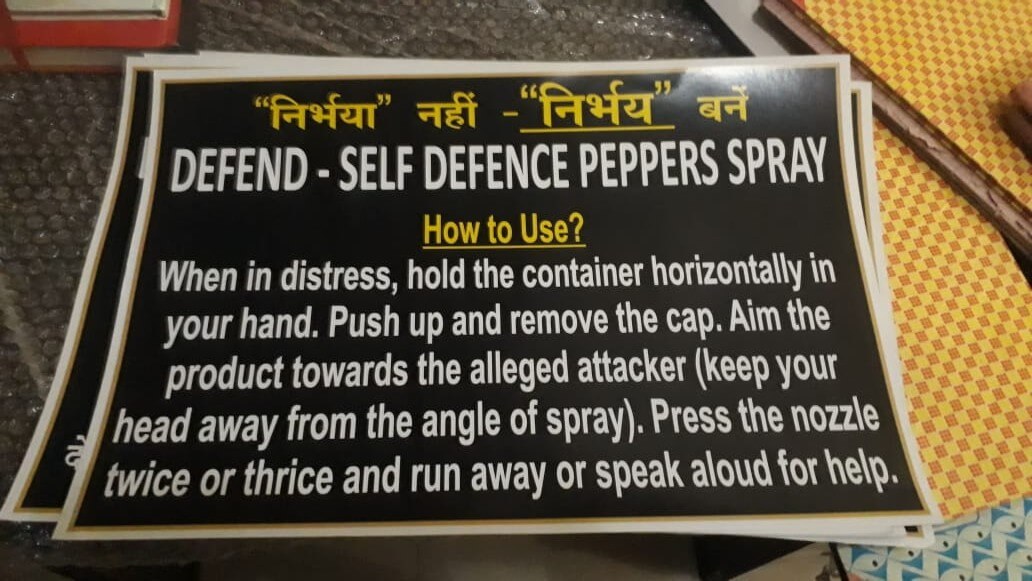 “निर्भया” नहीं -“निर्भय” बनें
DEFEND - SELF DEFENCE PEPPERS SPRAY
How to Use?
When in distress, hold the container horizontally in
your hand. Push up and remove the cap. Aim the
product towards the alleged attacker (keep your
head away from the angle of spray). Press the nozzle
twice or thrice and run away or speak aloud for help.